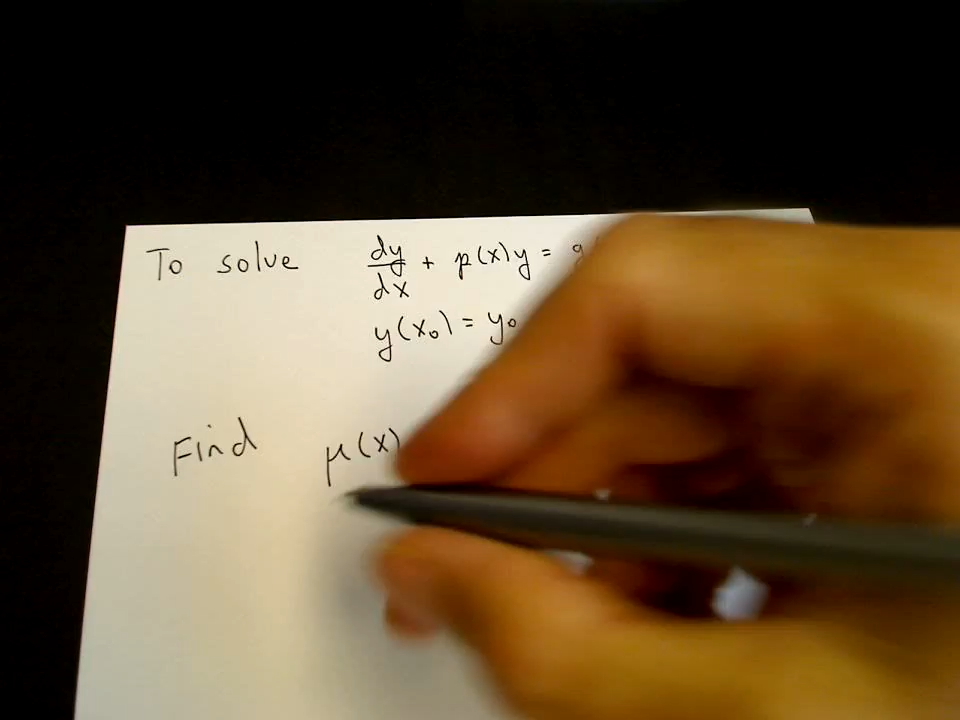 To solve dy/dx + p(x)y = g(
y(x₀) = y₀
Find μ(x)